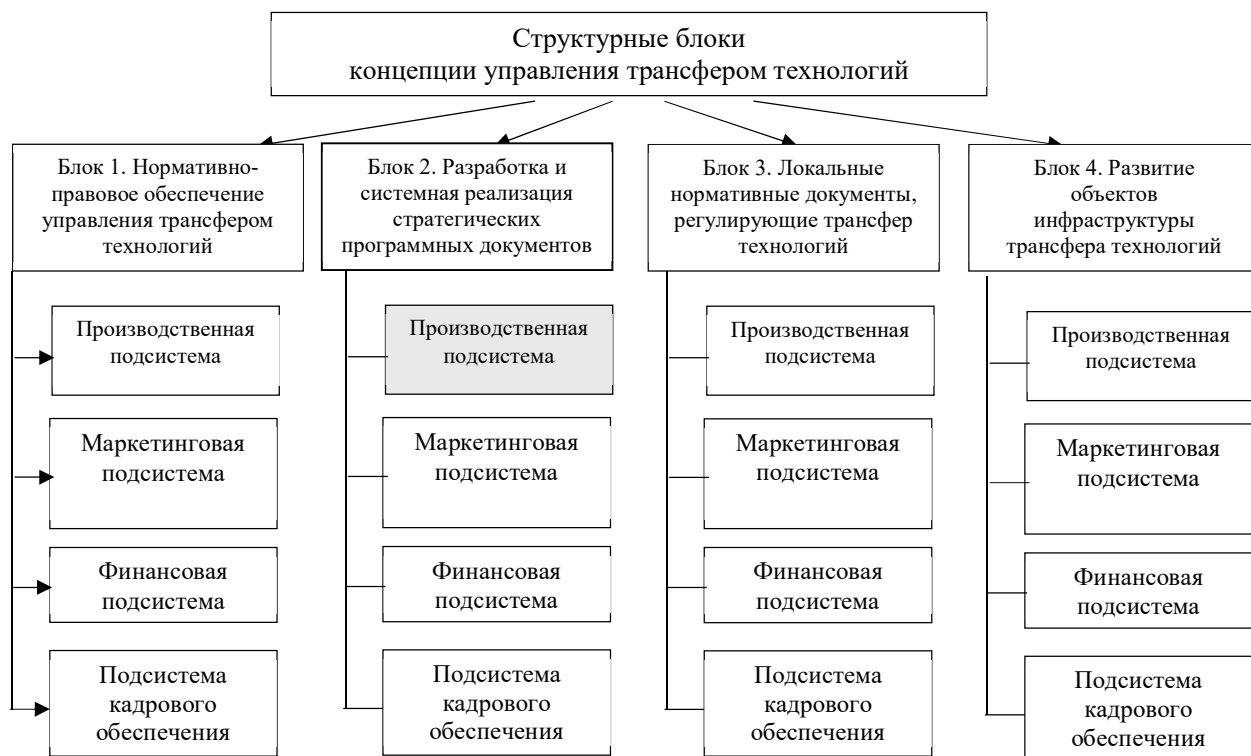 Структурные блоки
концепции управления трансфером технологий
Блок 1. Нормативно-
правовое обеспечение
управления трансфером
технологий
Производственная
подсистема
Маркетинговая
подсистема
Финансовая
подсистема
Подсистема
кадрового
обеспечения
Блок 2. Разработка и
системная реализация
стратегических
программных документов
Производственная
подсистема
Маркетинговая
подсистема
Финансовая
подсистема
Подсистема
кадрового
обеспечения
Блок 3. Локальные
нормативные документы,
регулирующие трансфер
технологий
Производственная
подсистема
Маркетинговая
подсистема
Финансовая
подсистема
Подсистема
кадрового
обеспечения
Блок 4. Развитие
объектов
инфраструктуры
трансфера технологий
Производственная
подсистема
Маркетинговая
подсистема
Финансовая
подсистема
Подсистема
кадрового
обеспечения